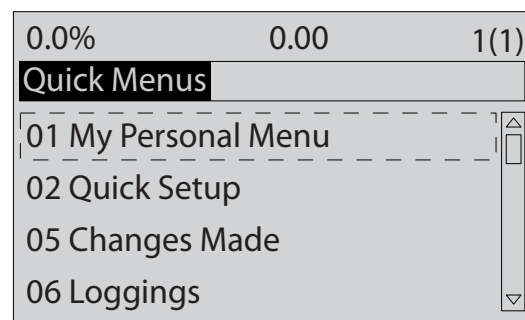 0.0% 0.00 1(1)
Quick Menus
01 My Personal Menu
02 Quick Setup
05 Changes Made
06 Loggings